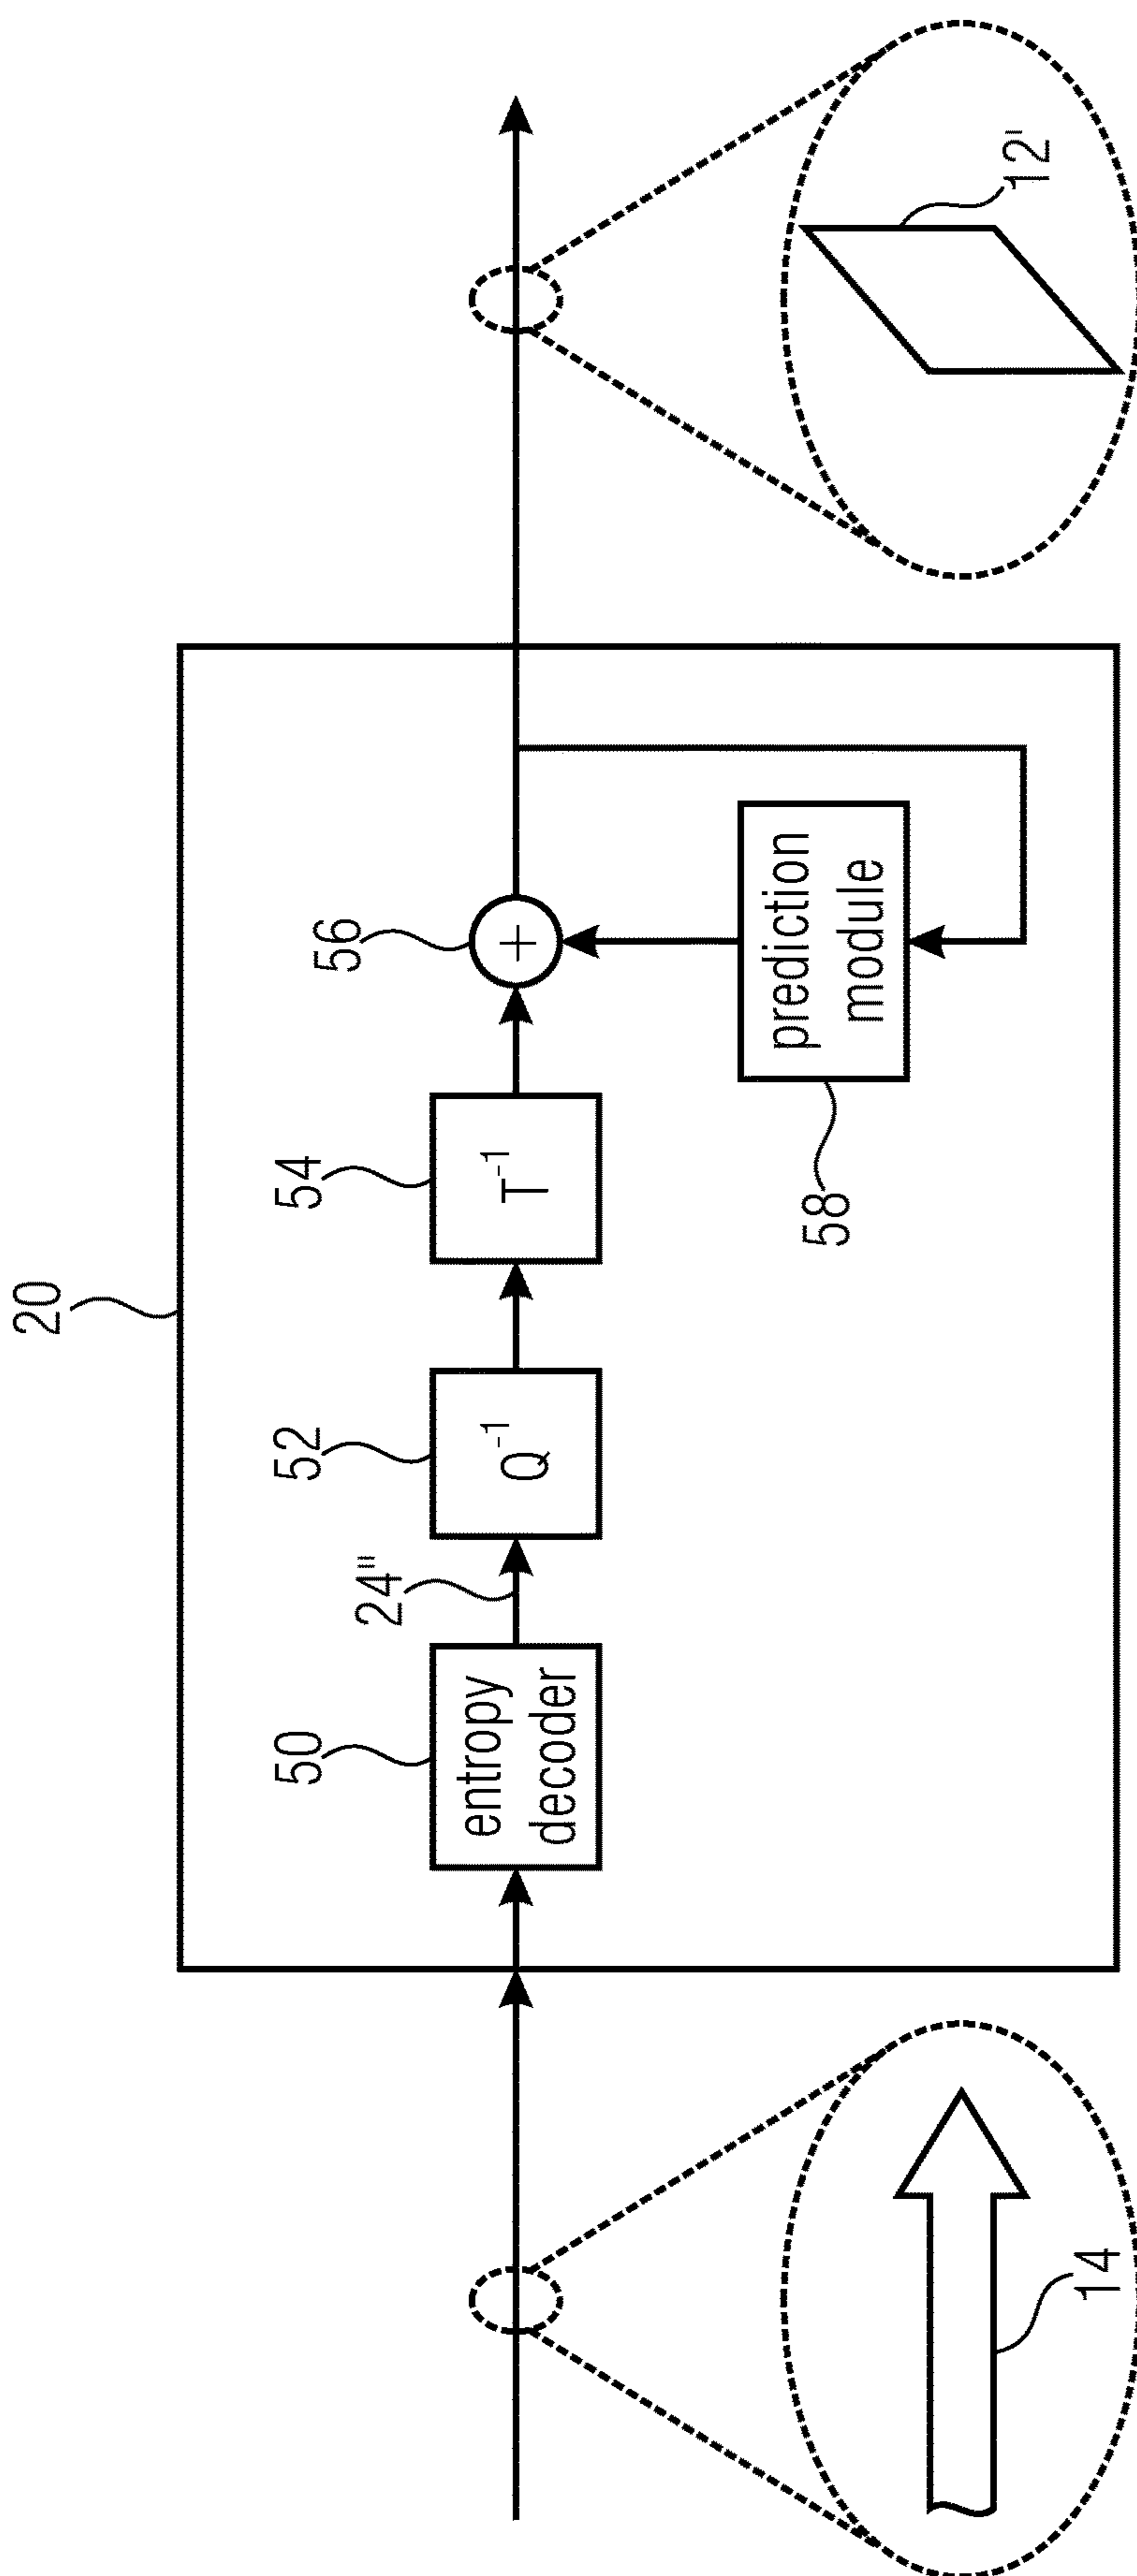 20
50
entropy
decoder
24"
52
Q⁻¹
54
T⁻¹
56
+
58
prediction
module
14
12'